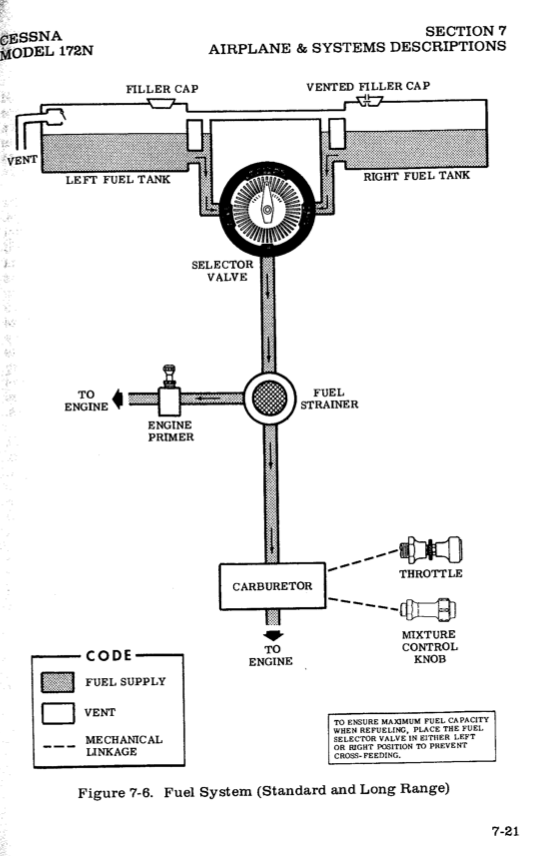 CESSNA
MODEL 172N
SECTION 7
AIRPLANE & SYSTEMS DESCRIPTIONS
FILLER CAP
VENTED FILLER CAP
VENT
LEFT FUEL TANK
RIGHT FUEL TANK
SELECTOR
VALVE
TO
ENGINE
ENGINE
PRIMER
FUEL
STRAINER
CARBURETOR
THROTTLE
MIXTURE
CONTROL
KNOB
TO
ENGINE
CODE
FUEL SUPPLY
VENT
MECHANICAL
LINKAGE
TO ENSURE MAXIMUM FUEL CAPACITY
WHEN REFUELING, PLACE THE FUEL
SELECTOR VALVE IN EITHER LEFT
OR RIGHT POSITION TO PREVENT
CROSS-FEEDING.
Figure 7-6. Fuel System (Standard and Long Range)
7-21